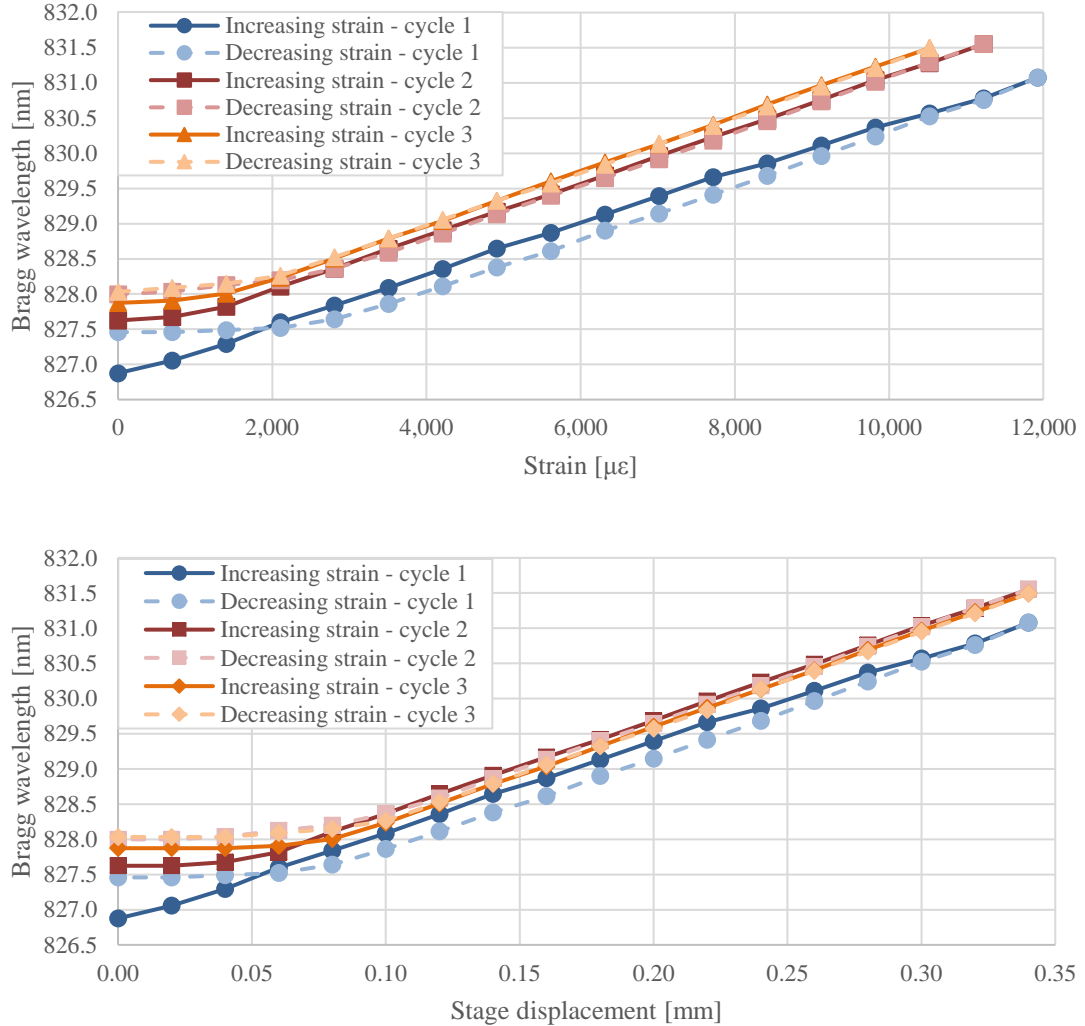 832.0
831.5
831.0
830.5
830.0
829.5
829.0
828.5
828.0
827.5
827.0
826.5
Bragg wavelength [nm]
Increasing strain - cycle 1
Decreasing strain - cycle 1
Increasing strain - cycle 2
Decreasing strain - cycle 2
Increasing strain - cycle 3
Decreasing strain - cycle 3
0 2,000 4,000 6,000 8,000 10,000 12,000
Strain [με]
832.0
831.5
831.0
830.5
830.0
829.5
829.0
828.5
828.0
827.5
827.0
826.5
Bragg wavelength [nm]
Increasing strain - cycle 1
Decreasing strain - cycle 1
Increasing strain - cycle 2
Decreasing strain - cycle 2
Increasing strain - cycle 3
Decreasing strain - cycle 3
0.00 0.05 0.10 0.15 0.20 0.25 0.30 0.35
Stage displacement [mm]